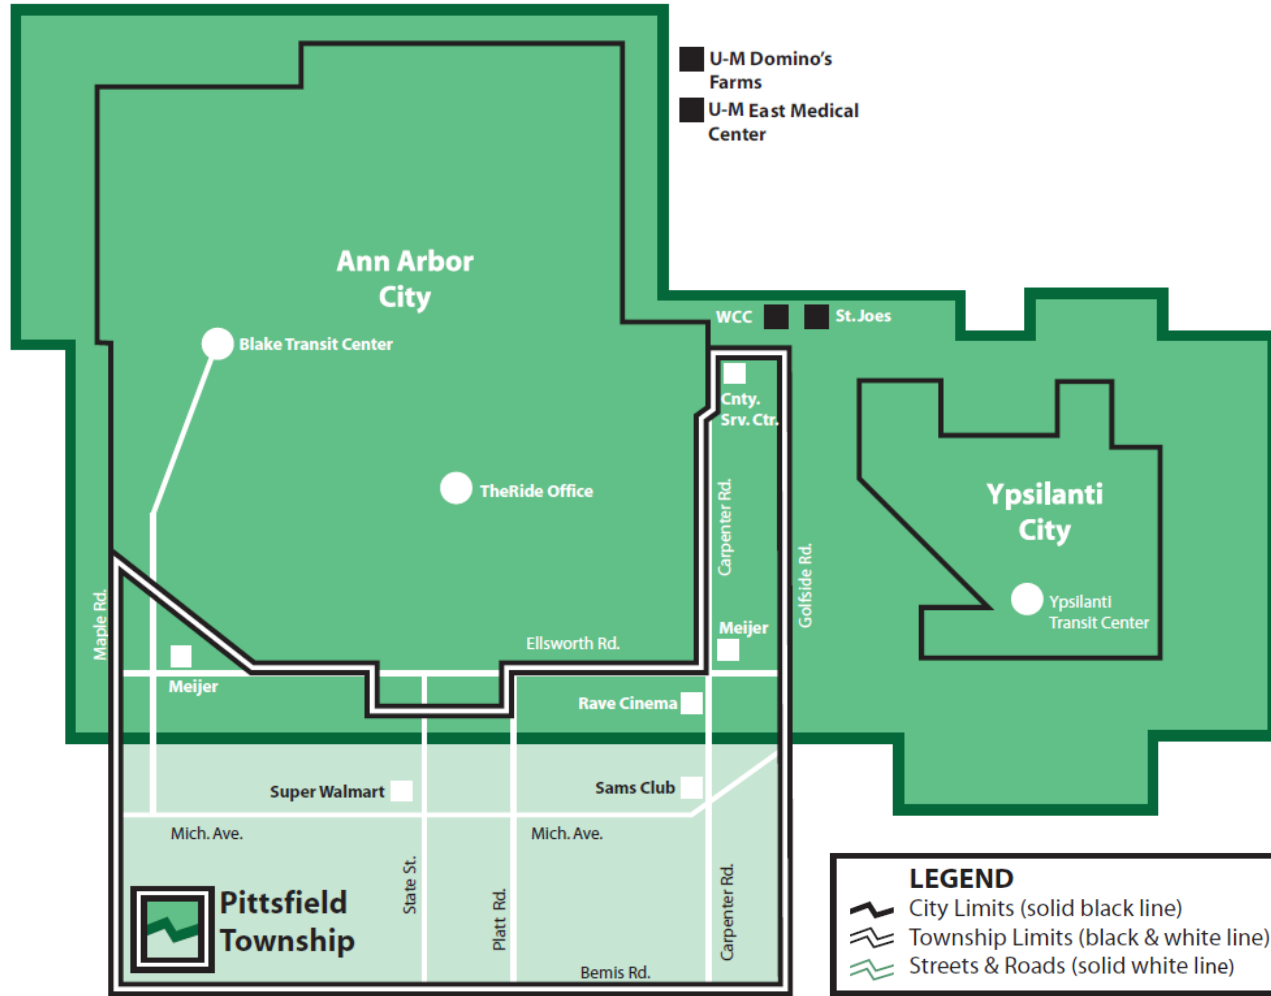 U-M Domino's
Farms
U-M East Medical
Center
Ann Arbor
City
WCC
St. Joes
Blake Transit Center
Cnty.
Srv. Ctr.
TheRide Office
Ypsilanti
City
Carpenter Rd.
Golfside Rd.
Maple Rd.
Ypsilanti
Transit Center
Ellsworth Rd.
Meijer
Meijer
Rave Cinema
Super Walmart
Sams Club
Mich. Ave.
Mich. Ave.
State St.
Platt Rd.
Carpenter Rd.
Pittsfield
Township
Bemis Rd.
LEGEND
City Limits (solid black line)
Township Limits (black & white line)
Streets & Roads (solid white line)